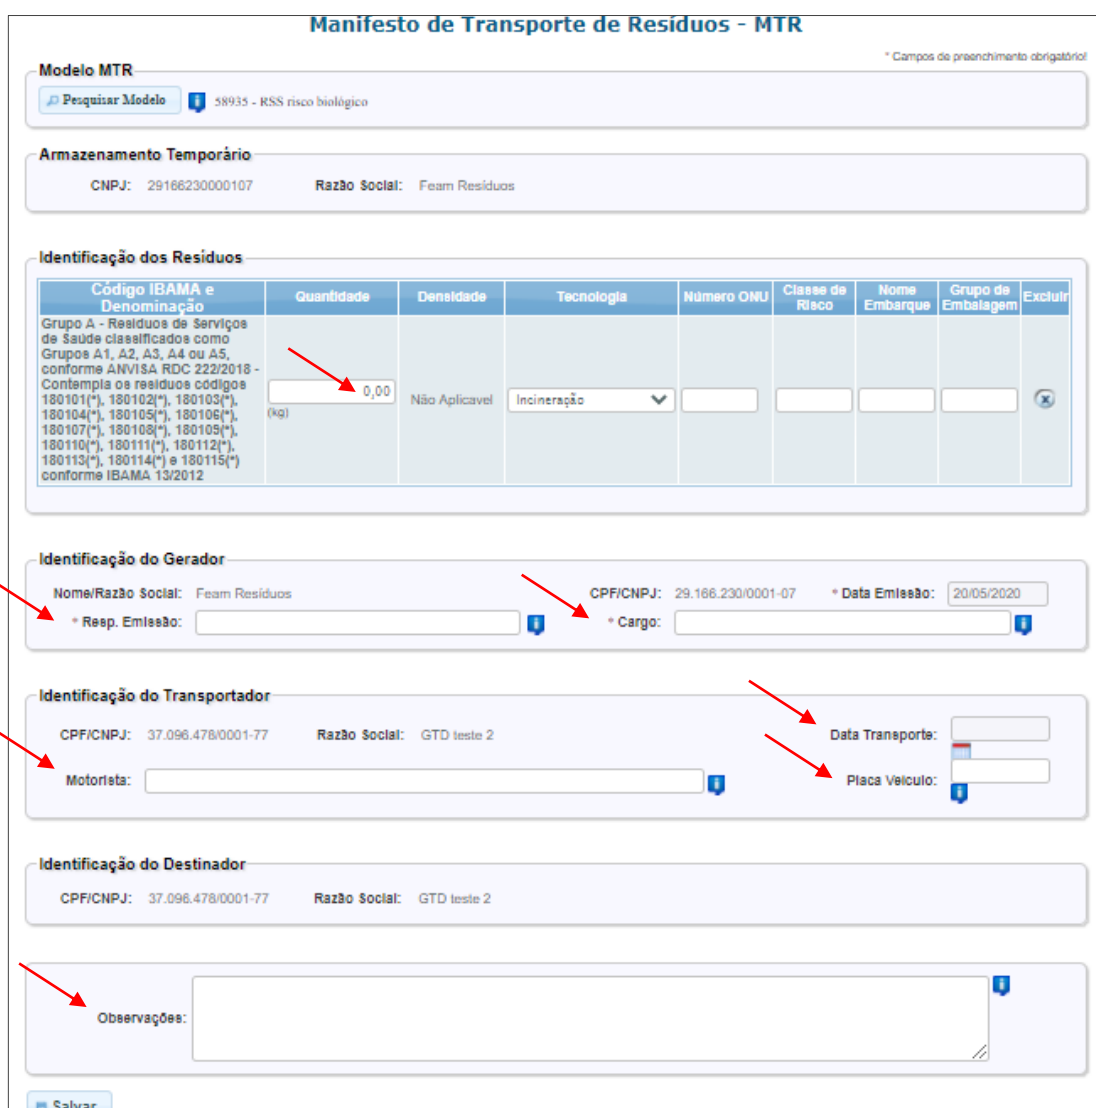 Manifesto de Transporte de Resíduos - MTR
* Campos de preenchimento obrigatório!
Modelo MTR
Pesquisar Modelo
58935 - RSS risco biológico
Armazenamento Temporário
CNPJ: 29166230000107 Razão Social: Feam Resíduos
Identificação dos Resíduos
Código IBAMA e Denominação
Quantidade
Densidade
Tecnologia
Número ONU
Classe de Risco
Nome Embarque
Grupo de Embalagem
Excluir
Grupo A - Resíduos de Serviços
de Saúde classificados como
Grupos A1, A2, A3, A4 ou A5,
conforme ANVISA RDC 222/2018 -
Contempla os resíduos códigos
180101(*), 180102(*), 180103(*),
180104(*), 180105(*), 180106(*),
180107(*), 180108(*), 180109(*),
180110(*), 180111(*), 180112(*),
180113(*), 180114(*) e 180115(*)
conforme IBAMA 13/2012
0,00
(kg)
Não Aplicavel
Incineração
Identificação do Gerador
Nome/Razão Social: Feam Resíduos CPF/CNPJ: 29.166.230/0001-07 * Data Emissão: 20/05/2020
* Resp. Emissão: * Cargo:
Identificação do Transportador
CPF/CNPJ: 37.096.478/0001-77 Razão Social: GTD teste 2 Data Transporte:
Motorista: Placa Veículo:
Identificação do Destinador
CPF/CNPJ: 37.096.478/0001-77 Razão Social: GTD teste 2
Observações:
Salvar